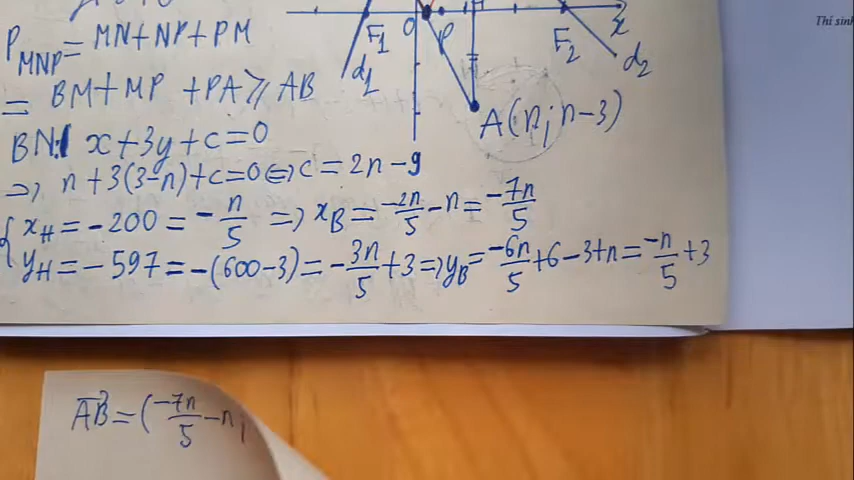 O P x
F₁ F₂
d₁ d₂
P_MNP = MN+NP+PM
= BM+MP+PA ⩾ AB
A(n; n-3)
BN: x+3y+c=0
=> n+3(3-n)+c=0 <=> c=2n-9
{ x_H = -200 = -n/5 => x_B = -2n/5 - n = -7n/5
y_H = -597 = -(600-3) = -3n/5 + 3 => y_B = -6n/5 + 6 - 3 + n = -n/5 + 3
AB = (-7n/5 - n;
Thí sinh